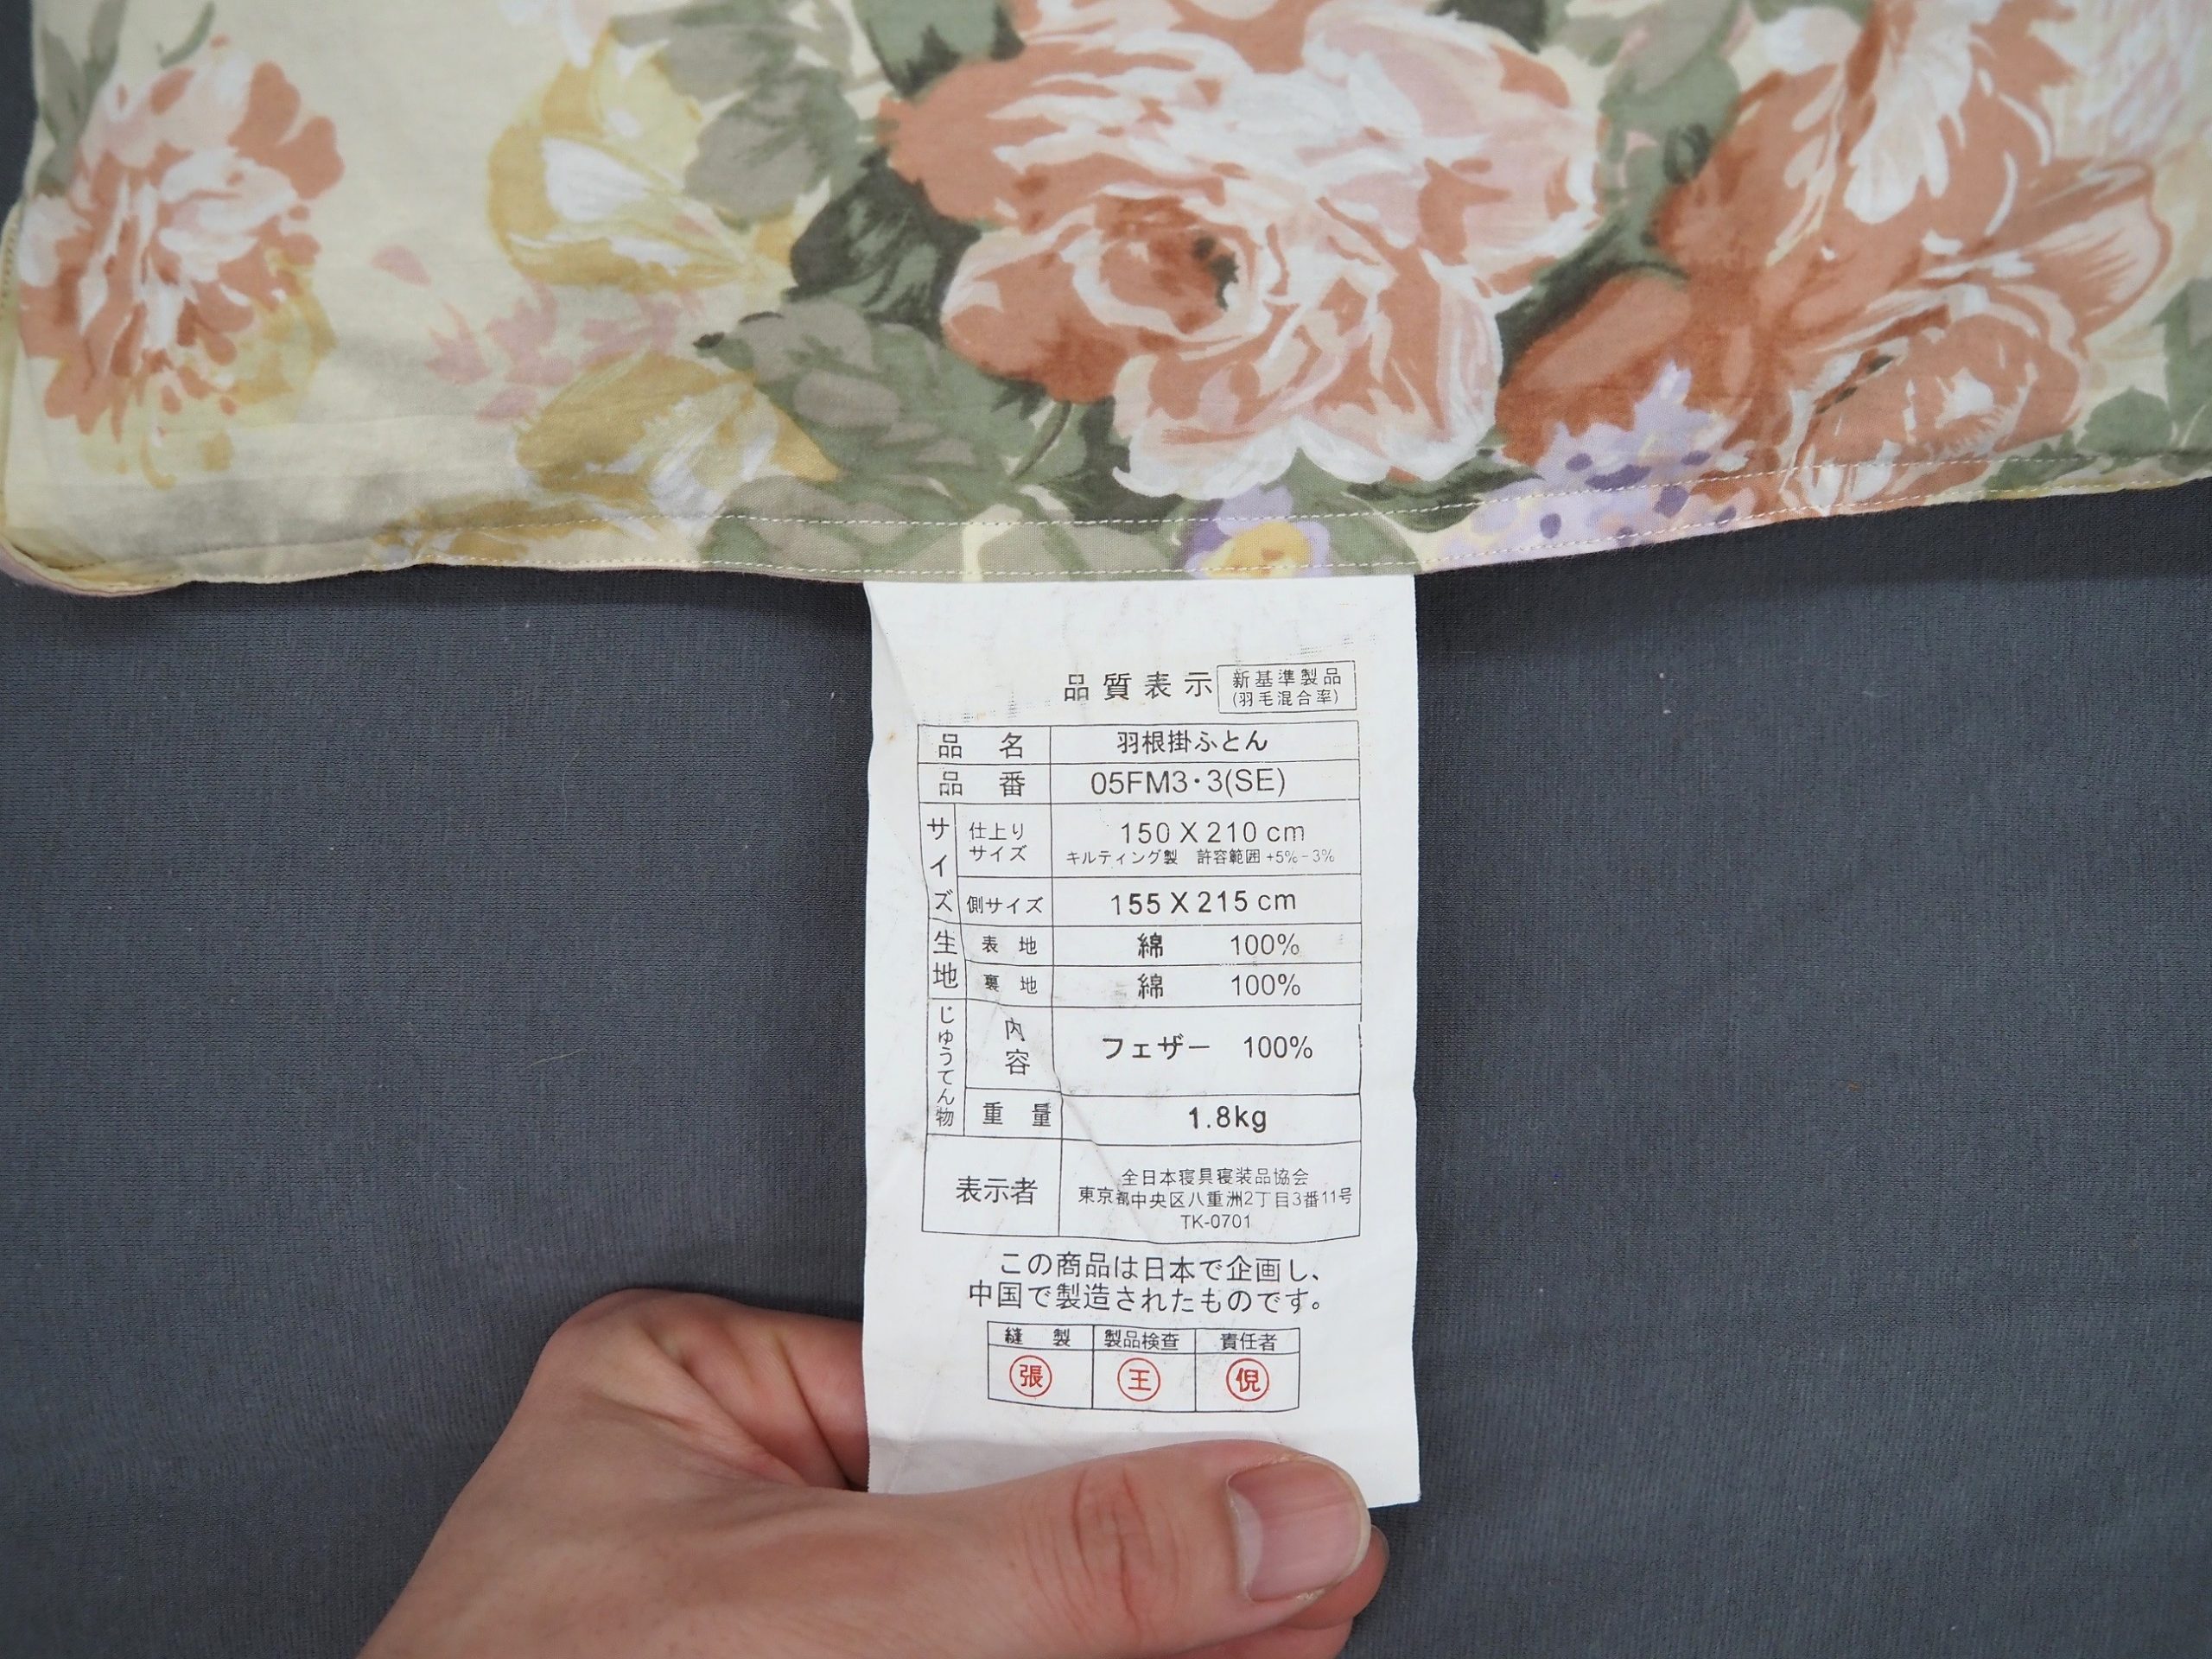 品質表示 新基準製品
(羽毛混合率)
品名 羽根掛ふとん
品番 05FM3・3(SE)
サイズ 仕上りサイズ 150 X 210 cm
キルティング製 許容範囲 +5%-3%
側サイズ 155 X 215 cm
生地 表地 綿 100%
裏地 綿 100%
じゅうてん物 内容 フェザー 100%
重量 1.8kg
表示者 全日本寝具寝装品協会
東京都中央区八重洲2丁目3番11号
TK-0701
この商品は日本で企画し、
中国で製造されたものです。
縫製 製品検査 責任者
張 王 倪